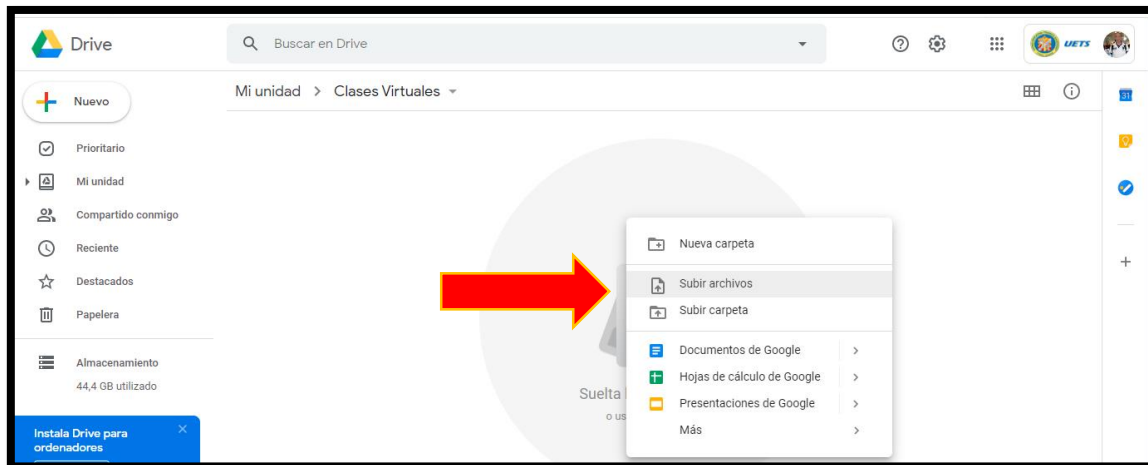 Drive
Buscar en Drive
UETS
Nuevo
Mi unidad > Clases Virtuales
31
Prioritario
Mi unidad
Compartido conmigo
Reciente
Destacados
Papelera
Almacenamiento
44,4 GB utilizado
Instala Drive para
ordenadores
Nueva carpeta
Subir archivos
Subir carpeta
Documentos de Google
Hojas de cálculo de Google
Presentaciones de Google
Más
Suelta
o us